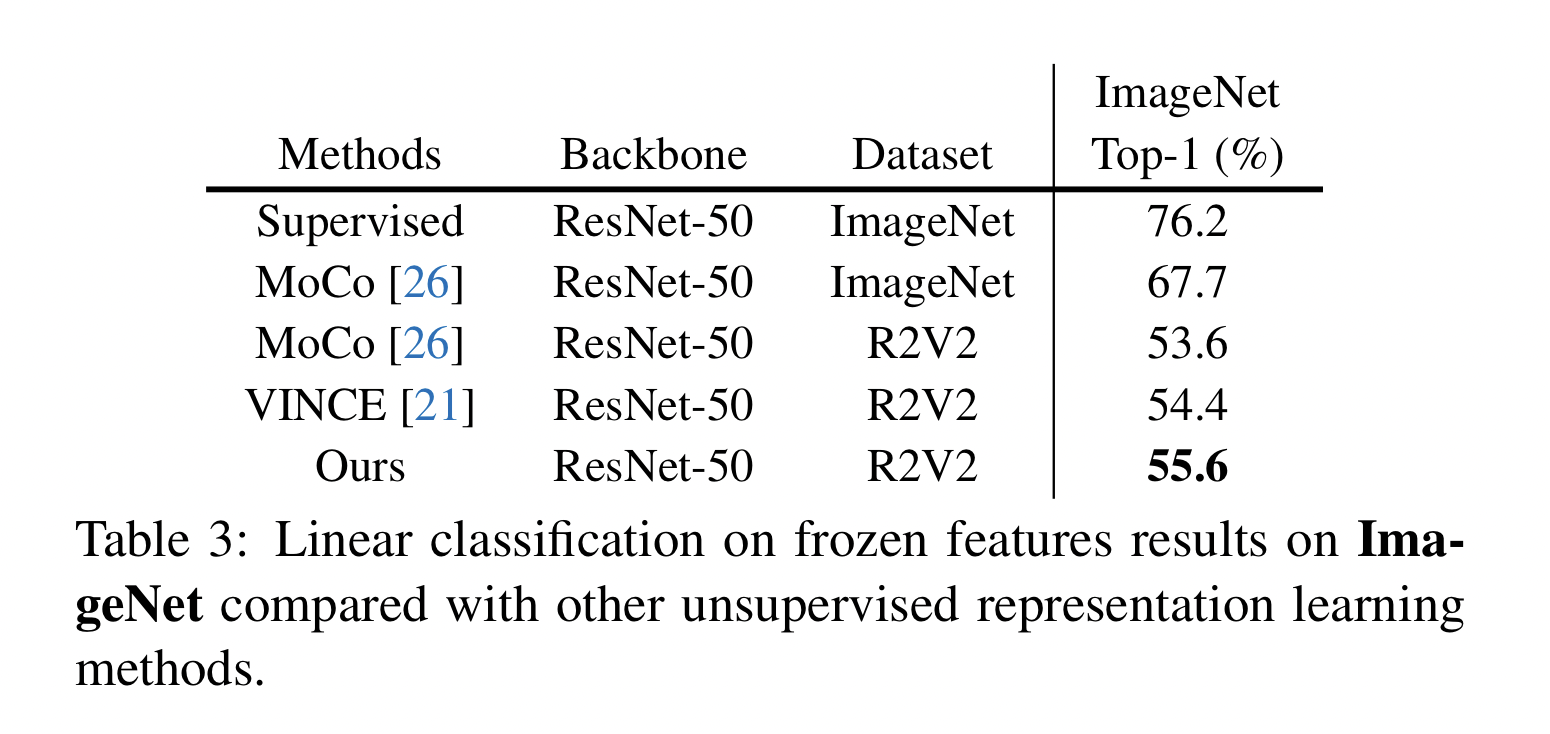 ImageNet
Methods Backbone Dataset Top-1 (%)
Supervised ResNet-50 ImageNet 76.2
MoCo [26] ResNet-50 ImageNet 67.7
MoCo [26] ResNet-50 R2V2 53.6
VINCE [21] ResNet-50 R2V2 54.4
Ours ResNet-50 R2V2 55.6
Table 3: Linear classification on frozen features results on Ima-
geNet compared with other unsupervised representation learning
methods.